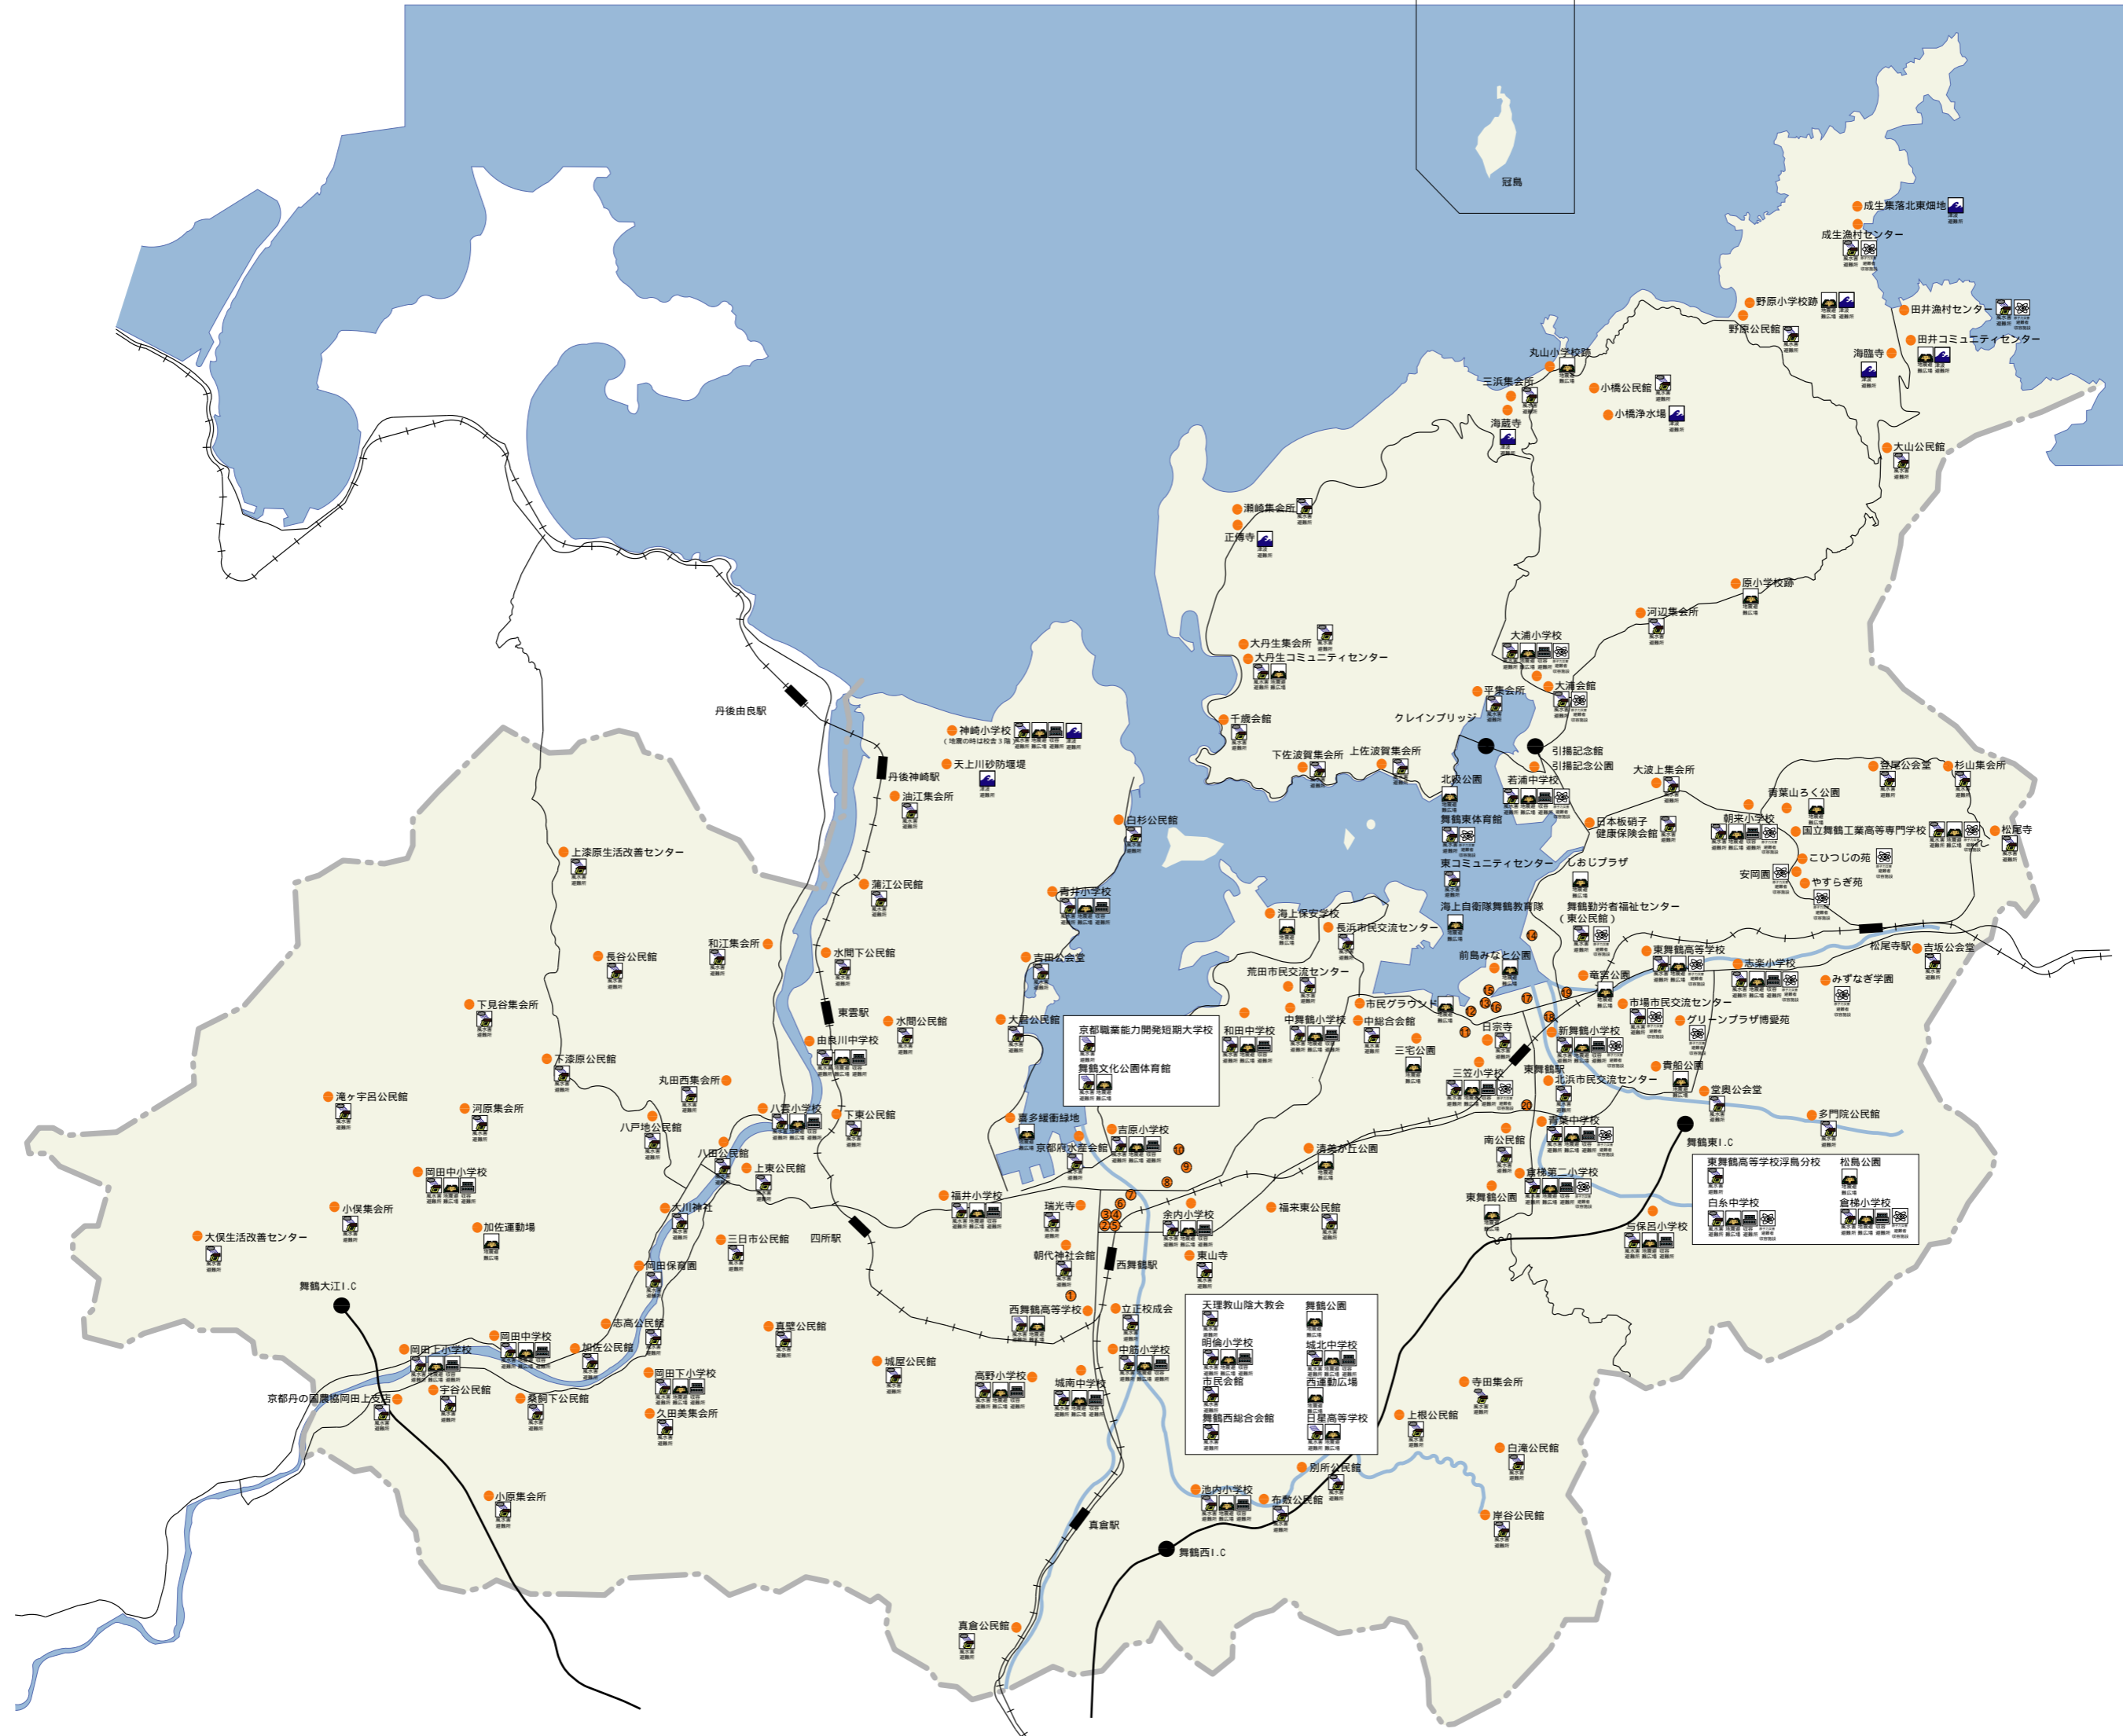 冠島
成生集落北東畑地
成生漁村センター
野原小学校跡
田井漁村センター
野原公民館
田井コミュニティセンター
海臨寺
丸山小学校跡
三浜集会所
小橋公民館
小橋浄水場
海蔵寺
大山公民館
瀬崎集会所
正傳寺
原小学校跡
河辺集会所
大浦小学校
大丹生集会所
大丹生コミュニティセンター
平集会所
大浦会館
丹後由良駅
千歳会館
クレインブリッジ
神崎小学校
(地震の時は校舎3階)
下佐波賀集会所
上佐波賀集会所
引揚記念館
引揚記念公園
天上川砂防堰堤
丹後神崎駅
油江集会所
北吸公園
若浦中学校
大波上集会所
登尾公会堂
杉山集会所
青葉山ろく公園
白杉公民館
舞鶴東体育館
日本板硝子
健康保険会館
朝来小学校
国立舞鶴工業高等専門学校
松尾寺
上漆原生活改善センター
東コミュニティセンター
しおじプラザ
こひつじの苑
安岡園
やすらぎ苑
蒲江公民館
青井小学校
海上保安学校
長浜市民交流センター
海上自衛隊舞鶴教育隊
舞鶴勤労者福祉センター
(東公民館)
和江集会所
長谷公民館
水間下公民館
吉田公会堂
荒田市民交流センター
前島みなと公園
⑭
東舞鶴高等学校
松尾寺駅
吉坂公会堂
志楽小学校
竜宮公園
みずなぎ学園
下見谷集会所
東雲駅
水間公民館
大君公民館
京都職業能力開発短期大学校
舞鶴文化公園体育館
和田中学校
中舞鶴小学校
市民グラウンド
中総合会館
⑮
⑬
⑯
⑫
⑰
⑲
⑪
⑱
市場市民交流センター
グリーンプラザ博愛苑
日宗寺
新舞鶴小学校
由良川中学校
下漆原公民館
三宅公園
三笠小学校
東舞鶴駅
北浜市民交流センター
貴船公園
堂奥公会堂
丸田西集会所
滝ヶ宇呂公民館
河原集会所
八戸地公民館
八雲小学校
下東公民館
喜多緩衝緑地
吉原小学校
京都府水産会館
⑩
⑨
⑳
青葉中学校
舞鶴東I.C
多門院公民館
清美が丘公園
南公民館
八田公民館
上東公民館
岡田中小学校
倉梯第二小学校
東舞鶴高等学校浮島分校
松島公園
白糸中学校
倉梯小学校
⑧
⑦
⑥
③④
②⑤
福井小学校
瑞光寺
余内小学校
福来東公民館
東舞鶴公園
与保呂小学校
小俣集会所
大川神社
加佐運動場
大俣生活改善センター
三日市公民館
四所駅
朝代神社会館
西舞鶴駅
東山寺
岡田保育園
舞鶴大江I.C
①
西舞鶴高等学校
立正校成会
天理教山陰大教会
舞鶴公園
明倫小学校
城北中学校
市民会館
西運動広場
舞鶴西総合会館
日星高等学校
志高公民館
真壁公民館
岡田中学校
岡田上小学校
加佐公民館
中筋小学校
城屋公民館
高野小学校
城南中学校
岡田下小学校
宇谷公民館
京都丹の国農協岡田上支店
桑飼下公民館
久田美集会所
寺田集会所
上根公民館
白滝公民館
別所公民館
小原集会所
池内小学校
布敷公民館
岸谷公民館
真倉駅
舞鶴西I.C
真倉公民館